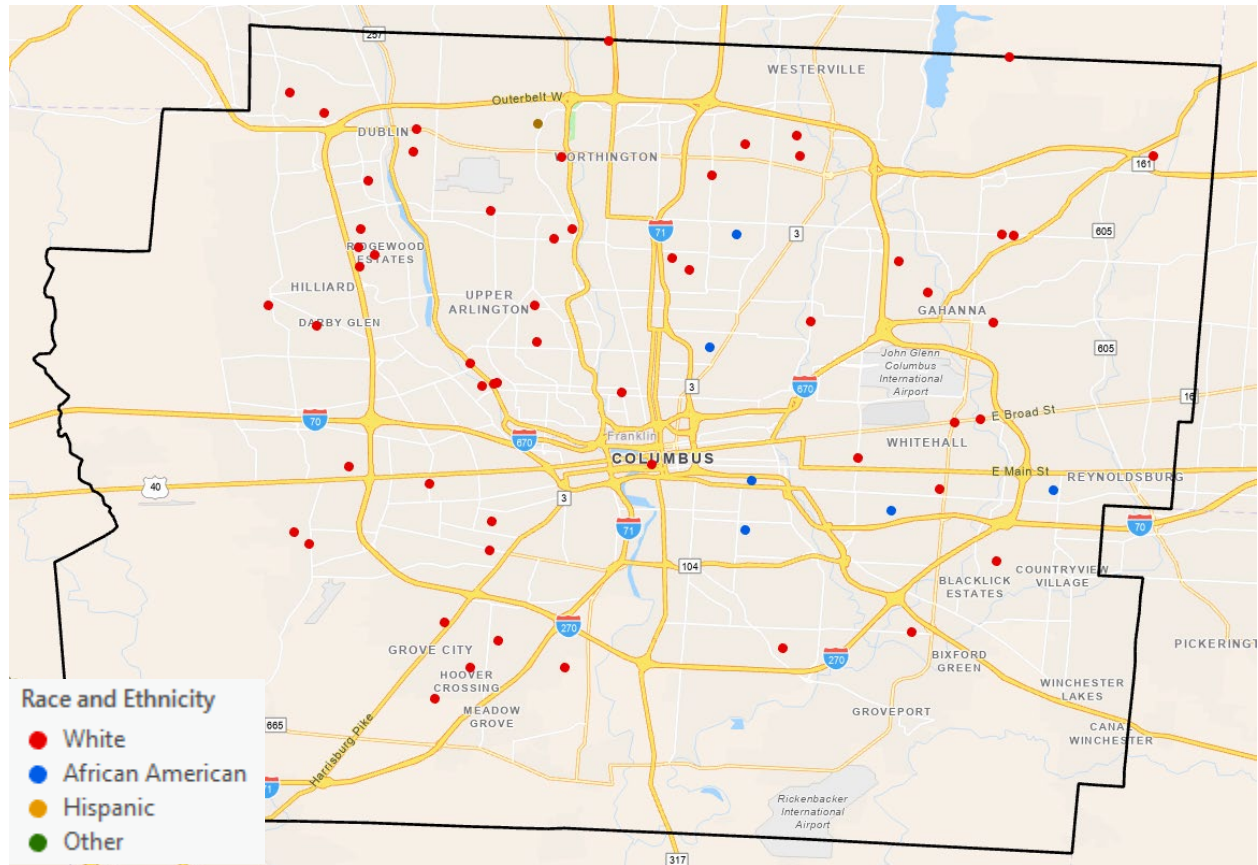 257
WESTERVILLE
Outerbelt W
DUBLIN
WORTHINGTON
161
71
3
605
RIDGEWOOD
ESTATES
HILLIARD
UPPER
ARLINGTON
DARBY GLEN
GAHANNA
605
John Glenn
Columbus
International
Airport
3
670
16
70
E Broad St
Franklin
670
WHITEHALL
COLUMBUS
E Main St
REYNOLDSBURG
40
3
71
70
104
COUNTRYVIEW
VILLAGE
BLACKLICK
ESTATES
270
GROVE CITY
BIXFORD
GREEN
PICKERINGT
270
HOOVER
CROSSING
WINCHESTER
LAKES
MEADOW
GROVE
GROVEPORT
665
Harrisburg Pike
CANA
WINCHESTER
71
Rickenbacker
International
Airport
317
Race and Ethnicity
White
African American
Hispanic
Other